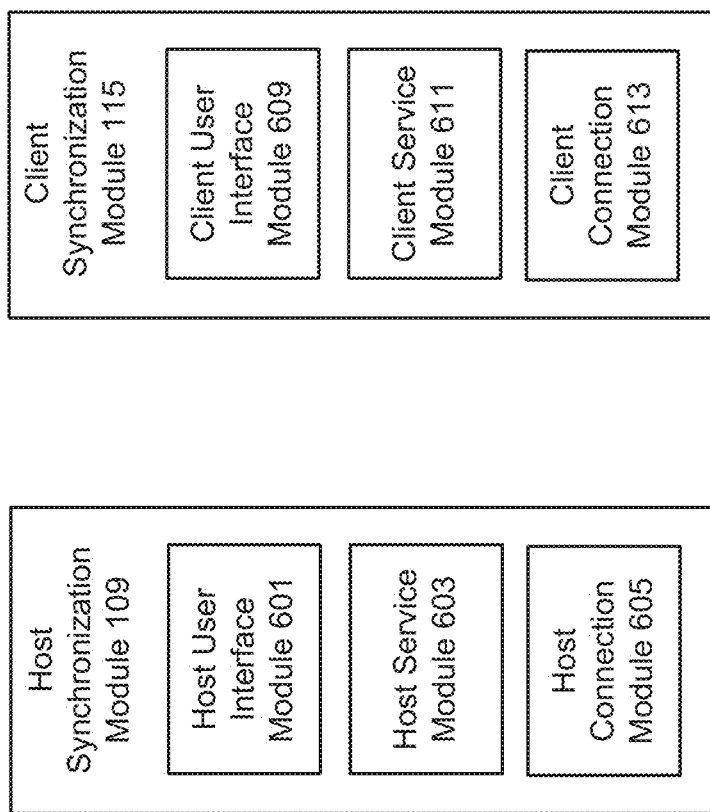 Host
Synchronization
Module 109
Host User
Interface
Module 601
Host Service
Module 603
Host
Connection
Module 605
Client
Synchronization
Module 115
Client User
Interface
Module 609
Client Service
Module 611
Client
Connection
Module 613